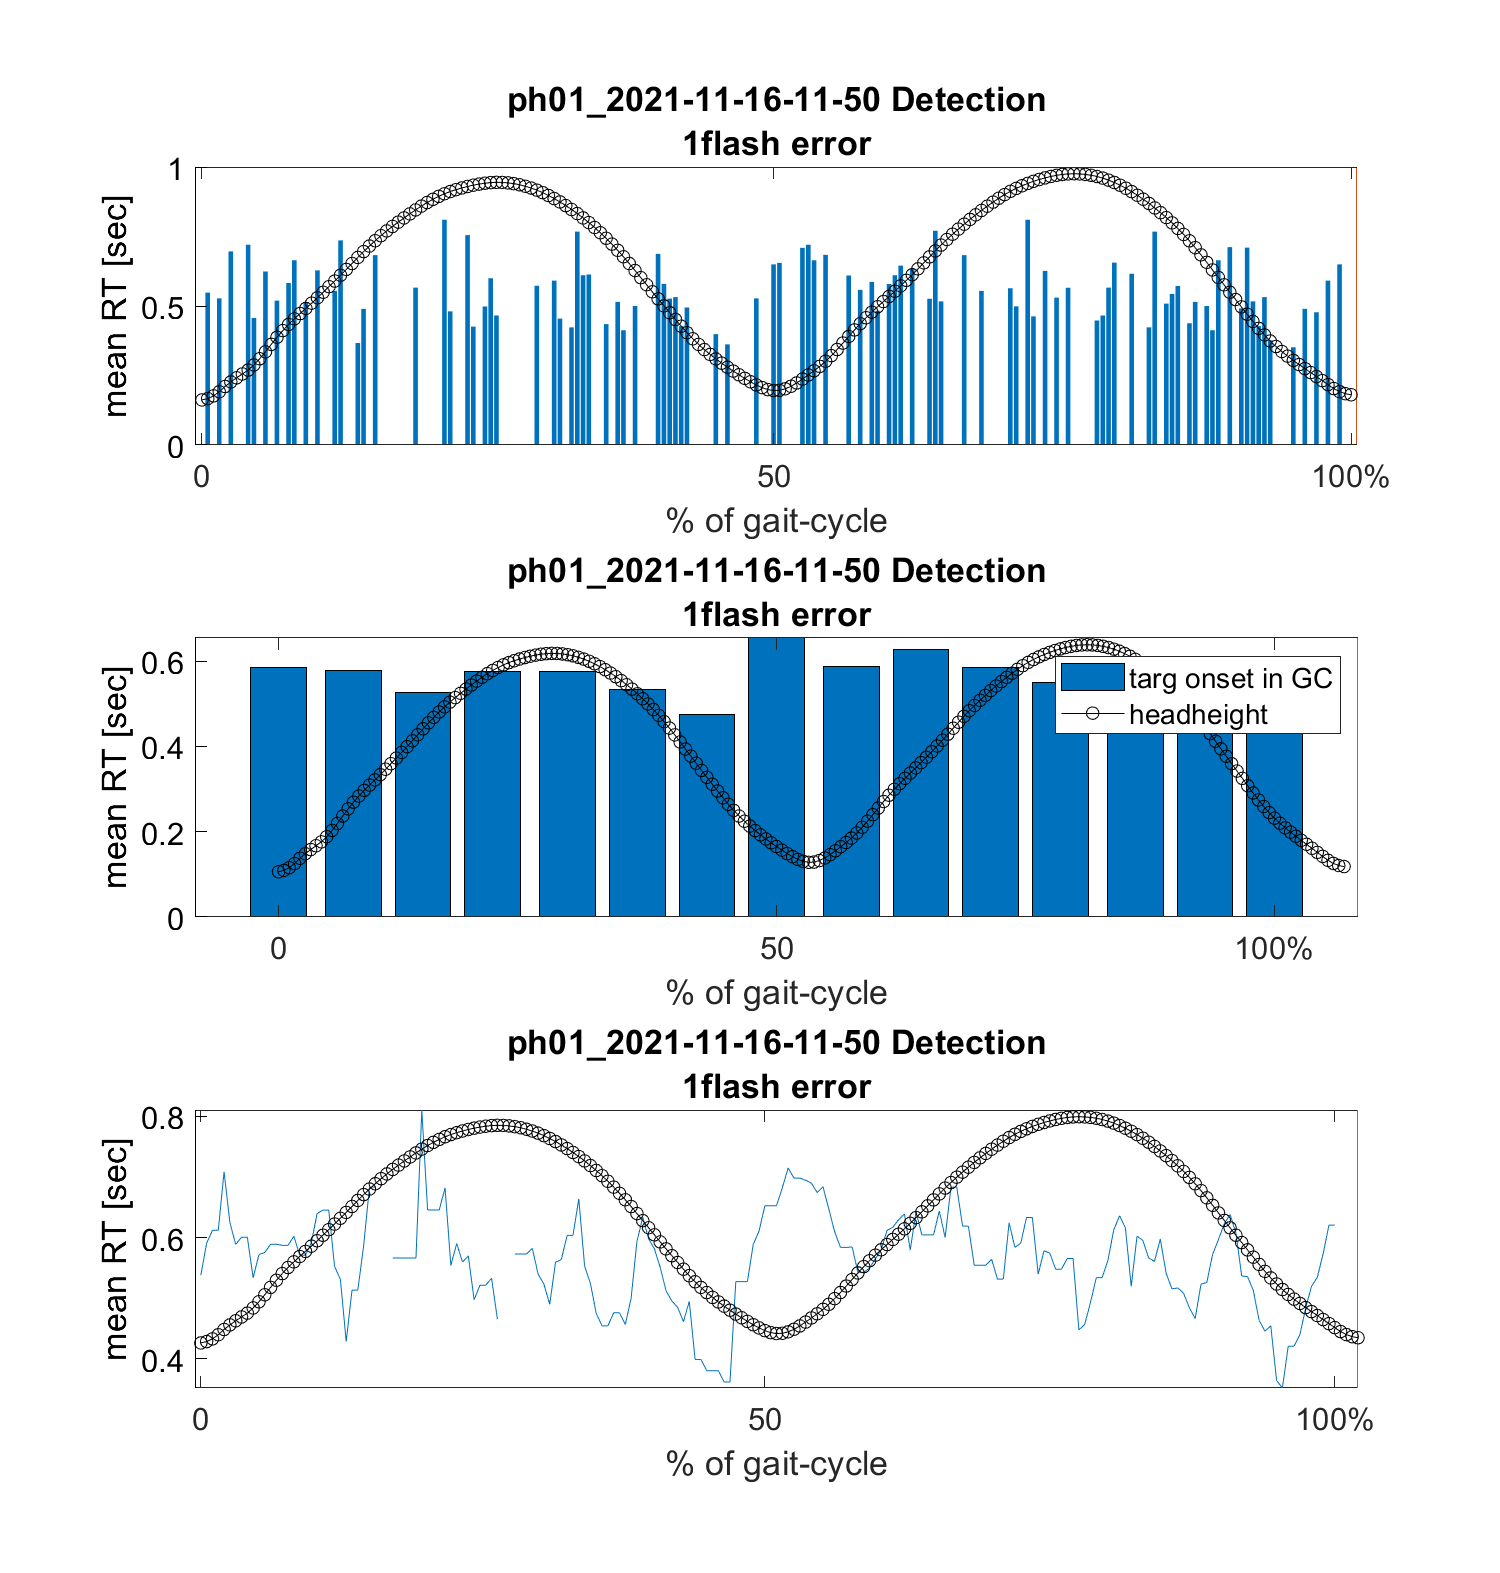 ph01_2021-11-16-11-50 Detection
1flash error
1
0.5
0
mean RT [sec]
0
50
100%
% of gait-cycle
ph01_2021-11-16-11-50 Detection
1flash error
0.6
0.4
0.2
0
mean RT [sec]
targ onset in GC
headheight
0
50
100%
% of gait-cycle
ph01_2021-11-16-11-50 Detection
1flash error
0.8
0.6
0.4
mean RT [sec]
0
50
100%
% of gait-cycle